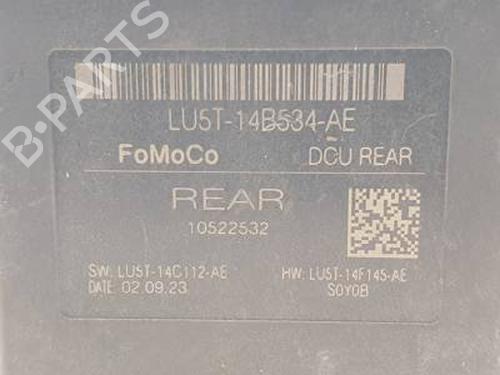 B-PARTS
LU5T-14B534-AE
FoMoCo DCU REAR
REAR
10522532
SW: LU5T-14C112-AE HW: LU5T-14F145-AE
DATE: 02.09.23 S0Y0B